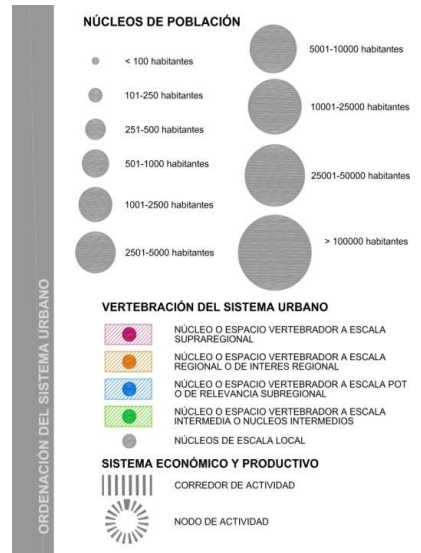 ORDENACIÓN DEL SISTEMA URBANO
NÚCLEOS DE POBLACIÓN
< 100 habitantes
101-250 habitantes
251-500 habitantes
501-1000 habitantes
1001-2500 habitantes
2501-5000 habitantes
5001-10000 habitantes
10001-25000 habitantes
25001-50000 habitantes
> 100000 habitantes
VERTEBRACIÓN DEL SISTEMA URBANO
NÚCLEO O ESPACIO VERTEBRADOR A ESCALA
SUPRAREGIONAL
NÚCLEO O ESPACIO VERTEBRADOR A ESCALA
REGIONAL O DE INTERES REGIONAL
NÚCLEO O ESPACIO VERTEBRADOR A ESCALA POT
O DE RELEVANCIA SUBREGIONAL
NÚCLEO O ESPACIO VERTEBRADOR A ESCALA
INTERMEDIA O NUCLEOS INTERMEDIOS
NÚCLEOS DE ESCALA LOCAL
SISTEMA ECONÓMICO Y PRODUCTIVO
CORREDOR DE ACTIVIDAD
NODO DE ACTIVIDAD